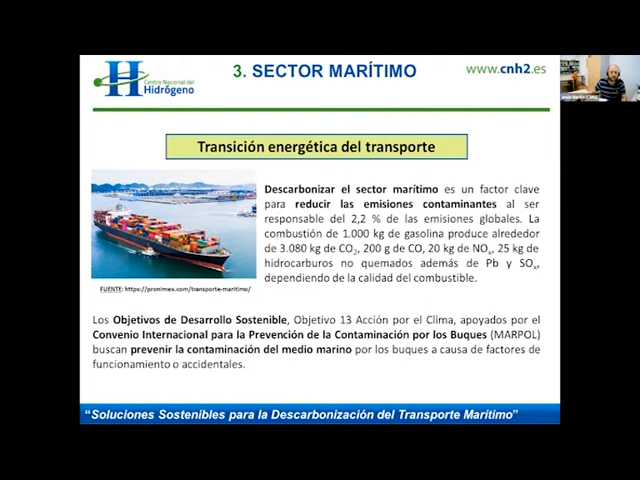 Centro Nacional del
Hidrógeno
3. SECTOR MARÍTIMO
www.cnh2.es
Transición energética del transporte
Descarbonizar el sector marítimo es un factor clave
para reducir las emisiones contaminantes al ser
responsable del 2,2 % de las emisiones globales. La
combustión de 1.000 kg de gasolina produce alrededor
de 3.080 kg de CO₂, 200 g de CO, 20 kg de NOₓ, 25 kg de
hidrocarburos no quemados además de Pb y SOₓ,
dependiendo de la calidad del combustible.
FUENTE: https://pronimex.com/transporte-maritimo/
Los Objetivos de Desarrollo Sostenible, Objetivo 13 Acción por el Clima, apoyados por el
Convenio Internacional para la Prevención de la Contaminación por los Buques (MARPOL)
buscan prevenir la contaminación del medio marino por los buques a causa de factores de
funcionamiento o accidentales.
“Soluciones Sostenibles para la Descarbonización del Transporte Marítimo”